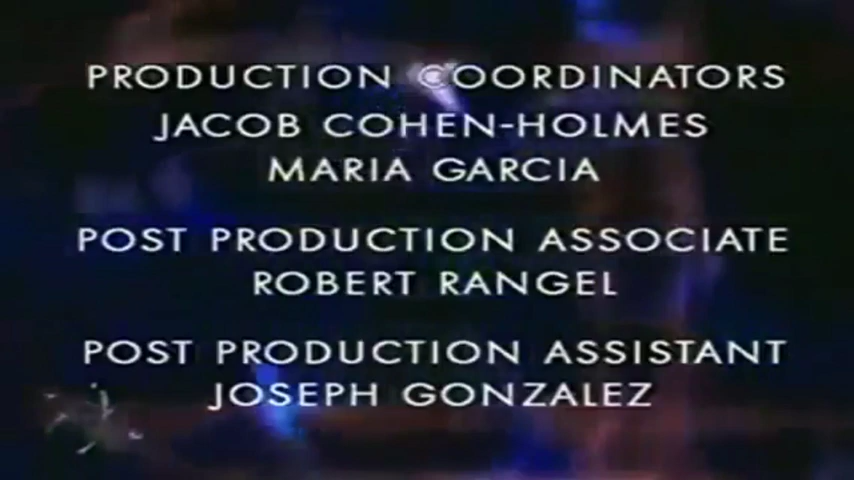 PRODUCTION COORDINATORS
JACOB COHEN-HOLMES
MARIA GARCIA
POST PRODUCTION ASSOCIATE
ROBERT RANGEL
POST PRODUCTION ASSISTANT
JOSEPH GONZALEZ